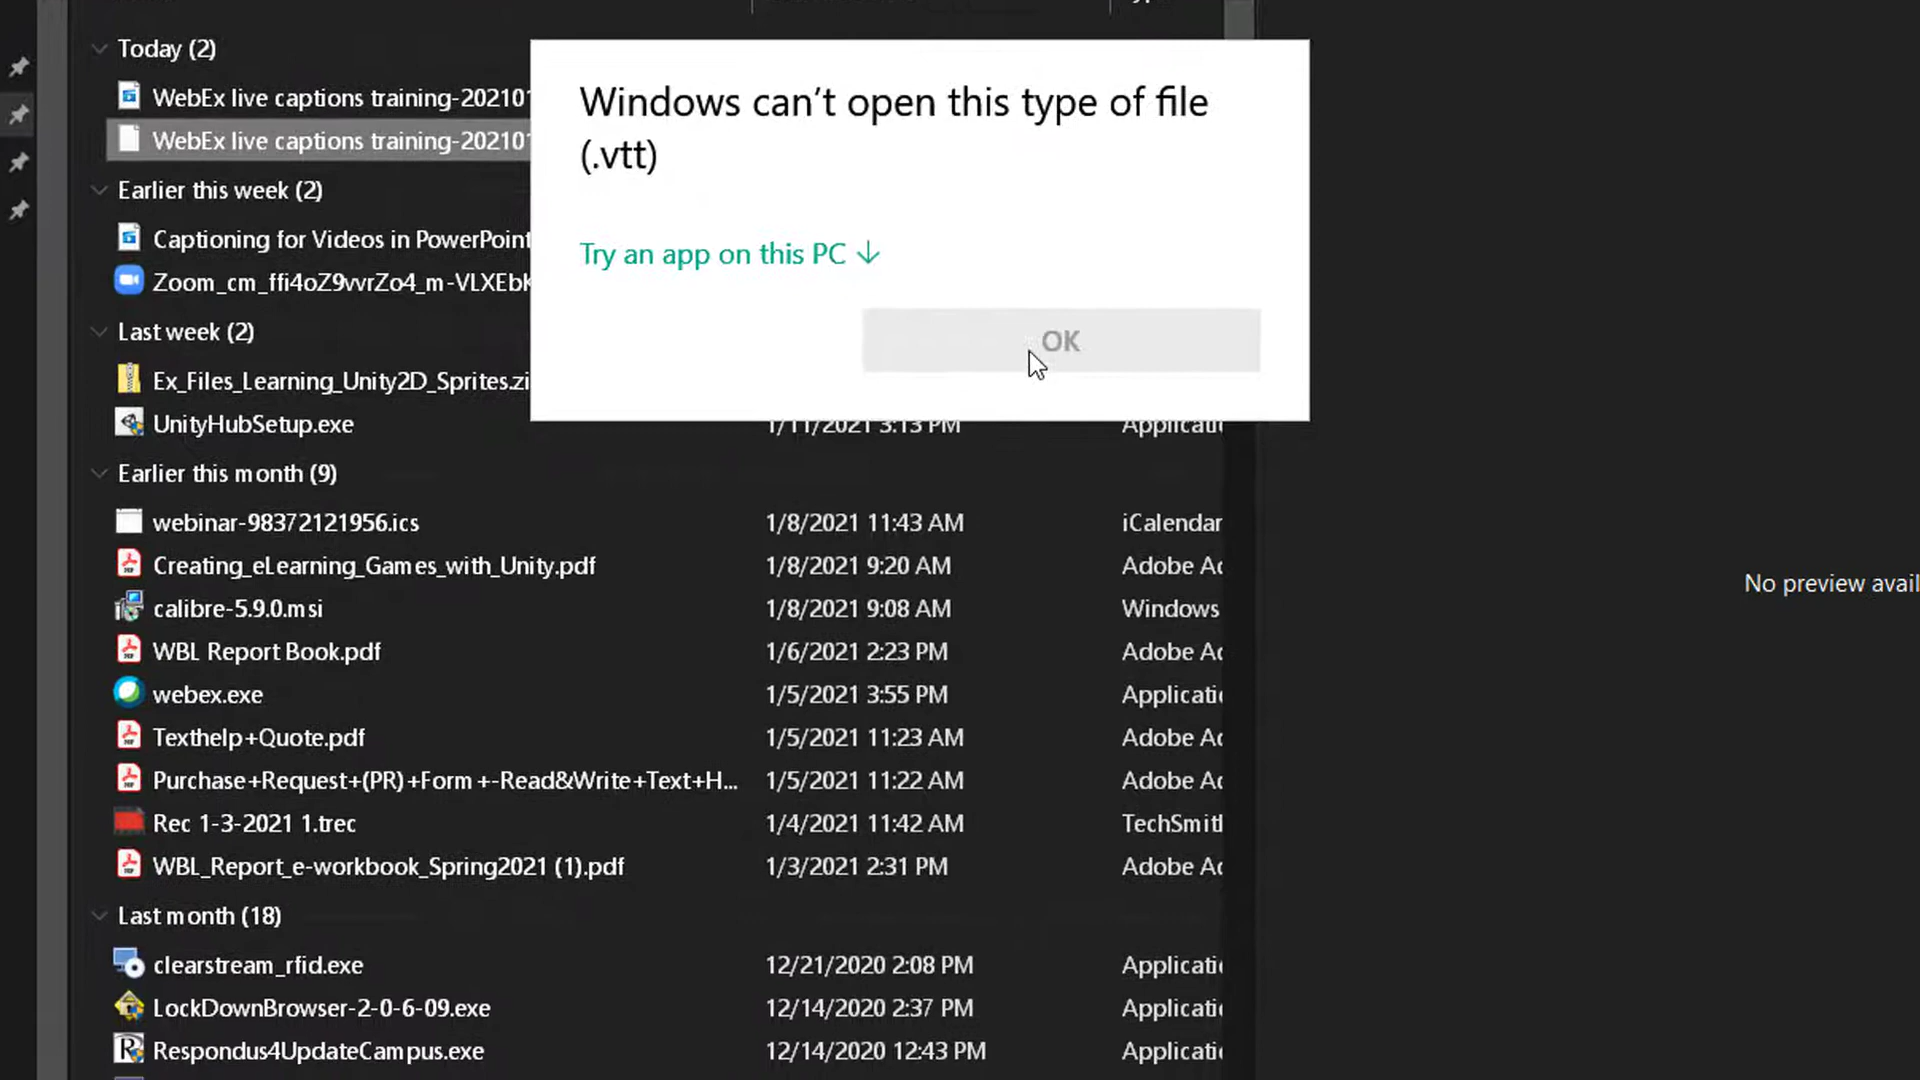 Today (2)
WebEx live captions training-20210
WebEx live captions training-20210
Earlier this week (2)
Captioning for Videos in PowerPoint
Zoom_cm_ffi4oZ9vvrZo4_m-VLXEbK
Last week (2)
Ex_Files_Learning_Unity2D_Sprites.zi
UnityHubSetup.exe 1/11/2021 3:13 PM Applicati
Earlier this month (9)
webinar-98372121956.ics 1/8/2021 11:43 AM iCalendar
Creating_eLearning_Games_with_Unity.pdf 1/8/2021 9:20 AM Adobe Ac
calibre-5.9.0.msi 1/8/2021 9:08 AM Windows
WBL Report Book.pdf 1/6/2021 2:23 PM Adobe Ac
webex.exe 1/5/2021 3:55 PM Applicati
Texthelp+Quote.pdf 1/5/2021 11:23 AM Adobe Ac
Purchase+Request+(PR)+Form+-Read&Write+Text+H... 1/5/2021 11:22 AM Adobe Ac
Rec 1-3-2021 1.trec 1/4/2021 11:42 AM TechSmith
WBL_Report_e-workbook_Spring2021 (1).pdf 1/3/2021 2:31 PM Adobe Ac
Last month (18)
clearstream_rfid.exe 12/21/2020 2:08 PM Applicati
LockDownBrowser-2-0-6-09.exe 12/14/2020 2:37 PM Applicati
Respondus4UpdateCampus.exe 12/14/2020 12:43 PM Applicati
Windows can't open this type of file
(.vtt)
Try an app on this PC ↓
OK
No preview avail